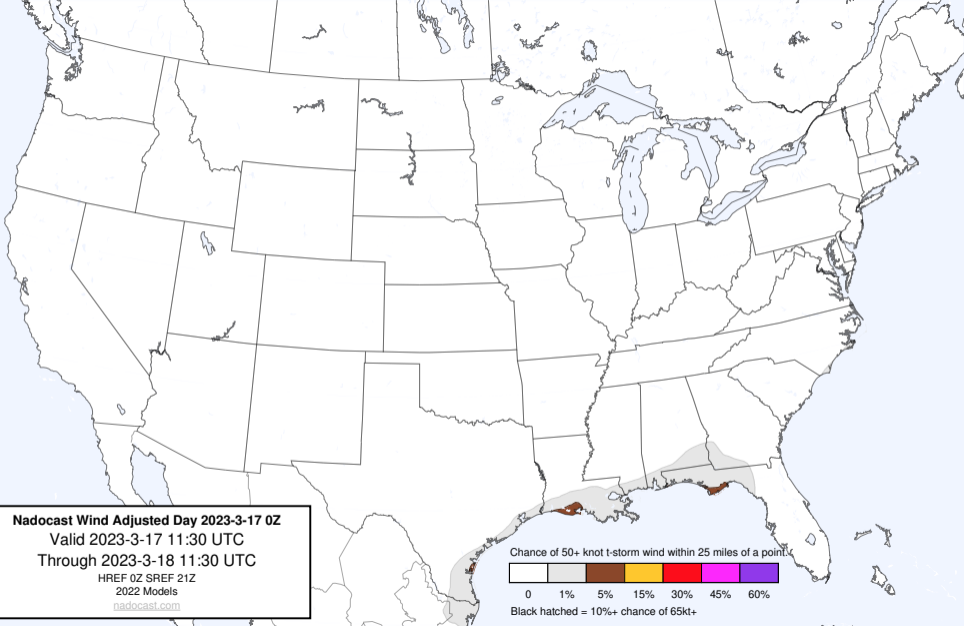 Nadocast Wind Adjusted Day 2023-3-17 0Z
Valid 2023-3-17 11:30 UTC
Through 2023-3-18 11:30 UTC
HREF 0Z SREF 21Z
2022 Models
nadocast.com
Chance of 50+ knot t-storm wind within 25 miles of a point.
0 1% 5% 15% 30% 45% 60%
Black hatched = 10%+ chance of 65kt+